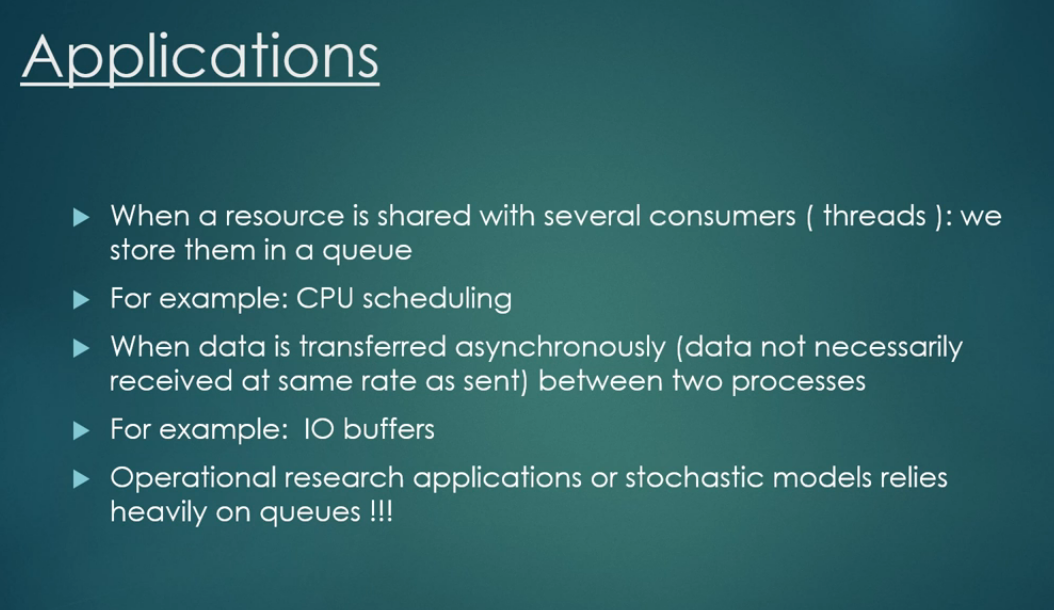 Applications
When a resource is shared with several consumers ( threads ): we
store them in a queue
For example: CPU scheduling
When data is transferred asynchronously (data not necessarily
received at same rate as sent) between two processes
For example:  IO buffers
Operational research applications or stochastic models relies
heavily on queues !!!